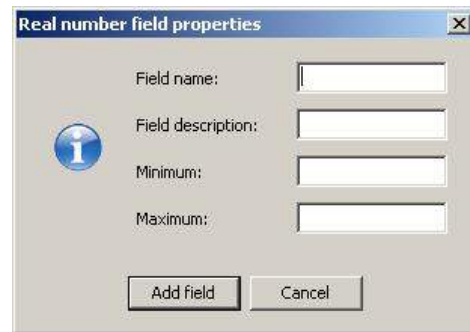 Real number field properties
Field name:
Field description:
Minimum:
Maximum:
Add field Cancel